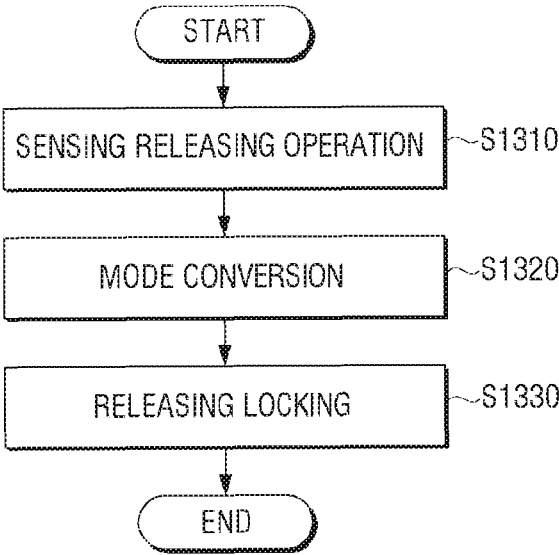 START
SENSING RELEASING OPERATION
S1310
MODE CONVERSION
S1320
RELEASING LOCKING
S1330
END